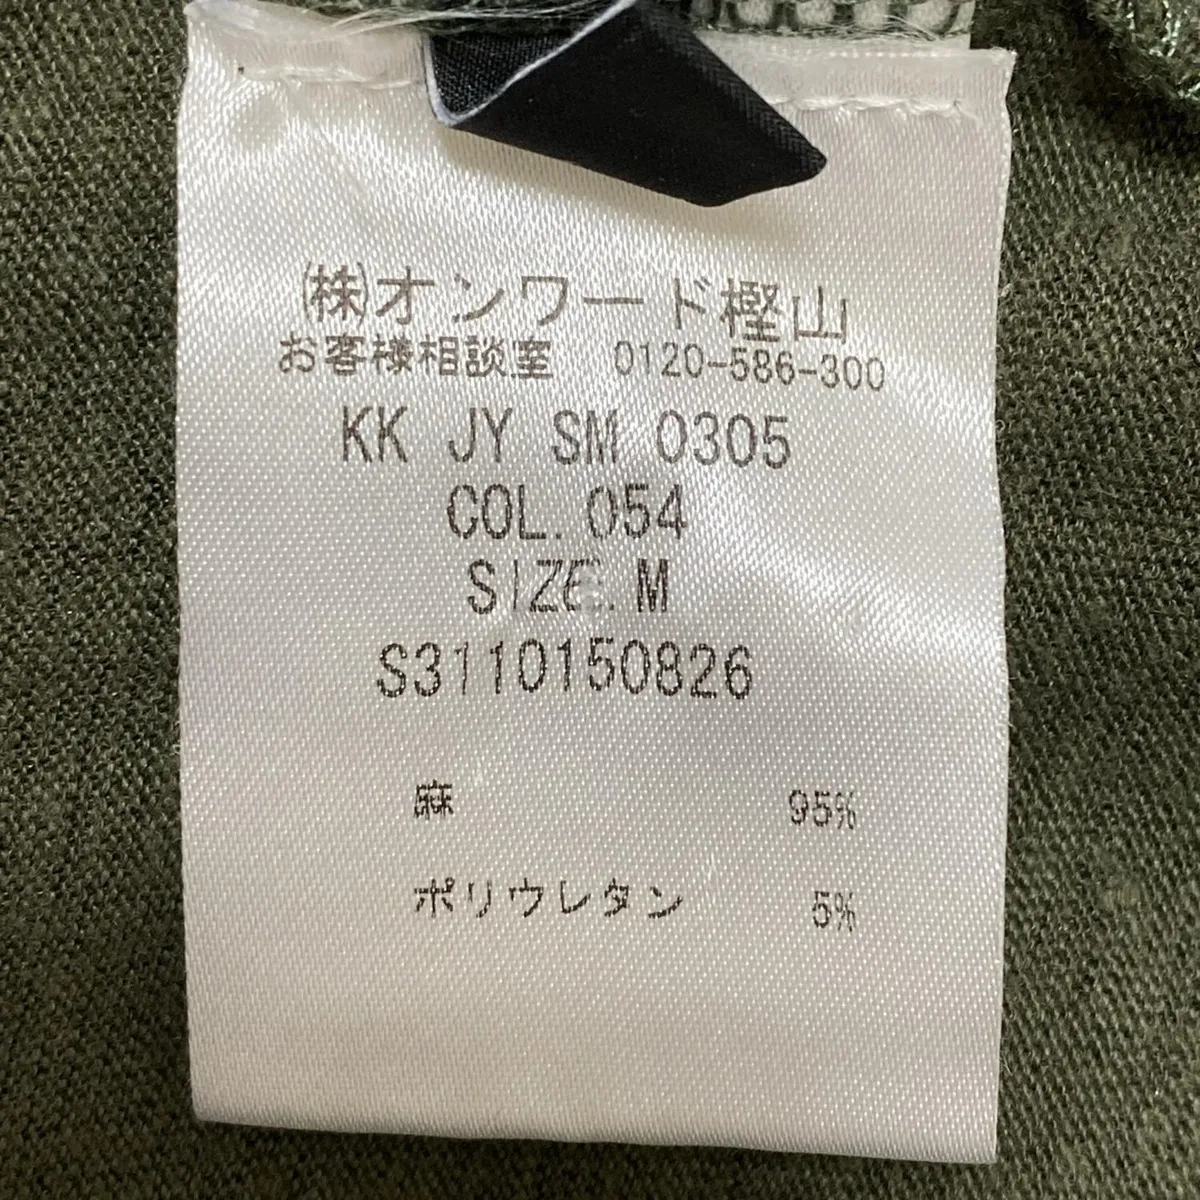 ㈱オンワード樫山
お客様相談室 0120-586-300
KK JY SM 0305
COL. 054
SIZE. M
S3110150826
麻 95%
ポリウレタン 5%